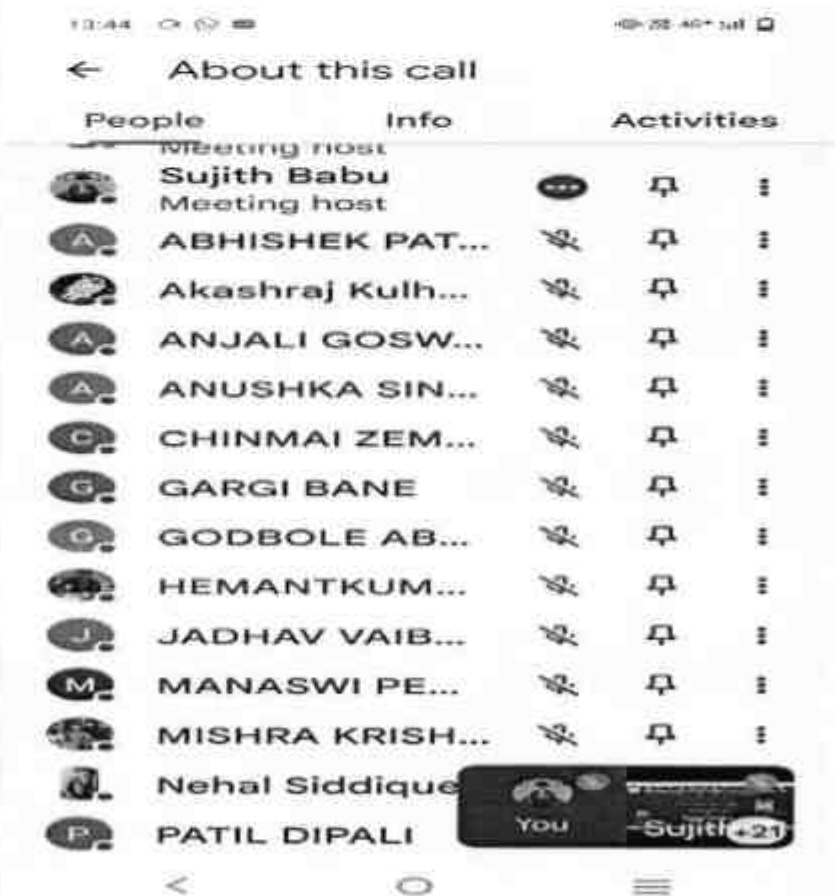 13:44
About this call
People Info Activities
Meeting host
Sujith Babu
Meeting host
A ABHISHEK PAT...
Akashraj Kulh...
A ANJALI GOSW...
A ANUSHKA SIN...
C CHINMAI ZEM...
G GARGI BANE
G GODBOLE AB...
HEMANTKUM...
J JADHAV VAIB...
M MANASWI PE...
MISHRA KRISH...
Nehal Siddique
P PATIL DIPALI
You Sujith +21